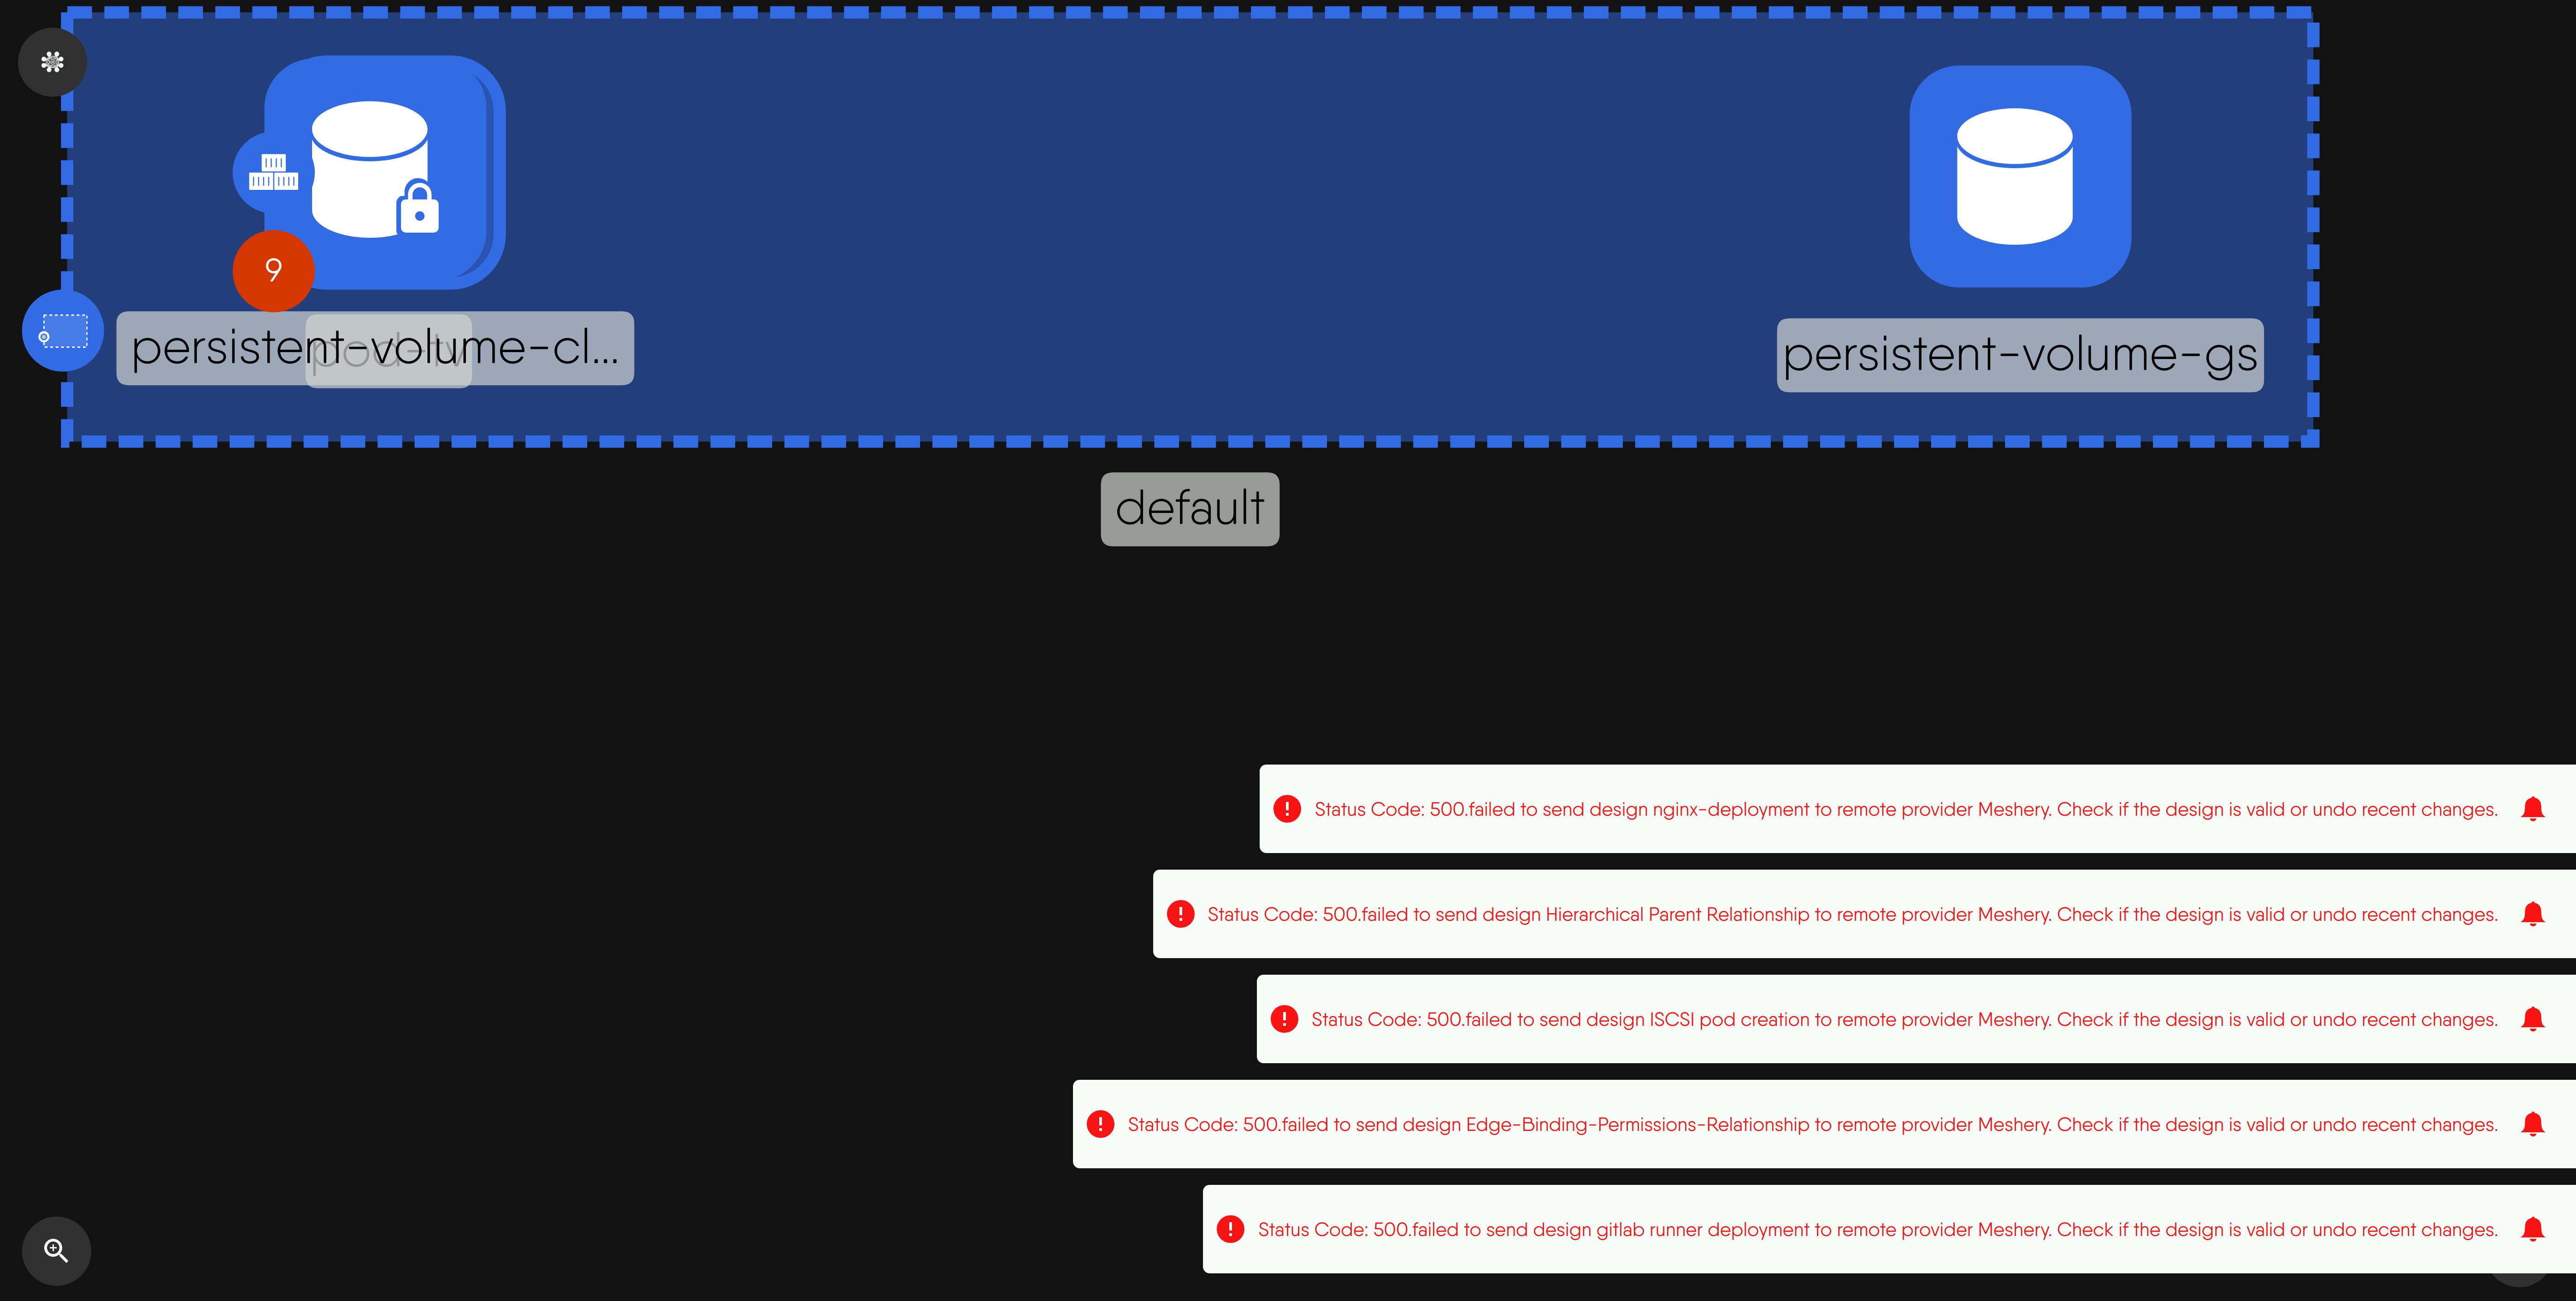 9
persistent-volume-cl...
pod-tv
persistent-volume-gs
default
Status Code: 500.failed to send design nginx-deployment to remote provider Meshery. Check if the design is valid or undo recent changes.
Status Code: 500.failed to send design Hierarchical Parent Relationship to remote provider Meshery. Check if the design is valid or undo recent changes.
Status Code: 500.failed to send design ISCSI pod creation to remote provider Meshery. Check if the design is valid or undo recent changes.
Status Code: 500.failed to send design Edge-Binding-Permissions-Relationship to remote provider Meshery. Check if the design is valid or undo recent changes.
Status Code: 500.failed to send design gitlab runner deployment to remote provider Meshery. Check if the design is valid or undo recent changes.